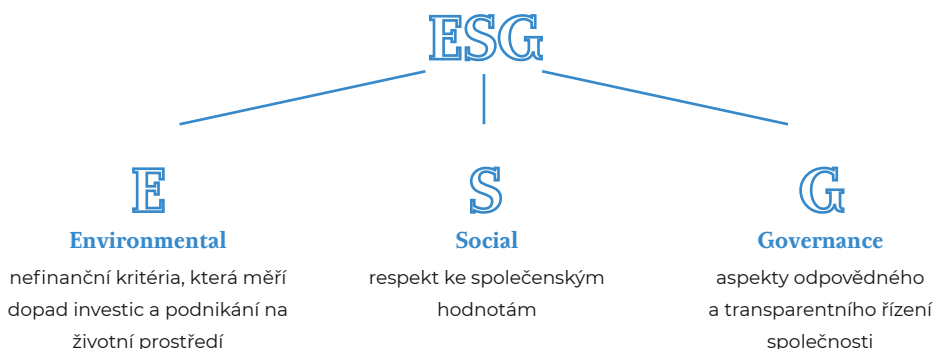 ESG
E
Environmental
nefinanční kritéria, která měří
dopad investic a podnikání na
životní prostředí
S
Social
respekt ke společenským
hodnotám
G
Governance
aspekty odpovědného
a transparentního řízení
společnosti